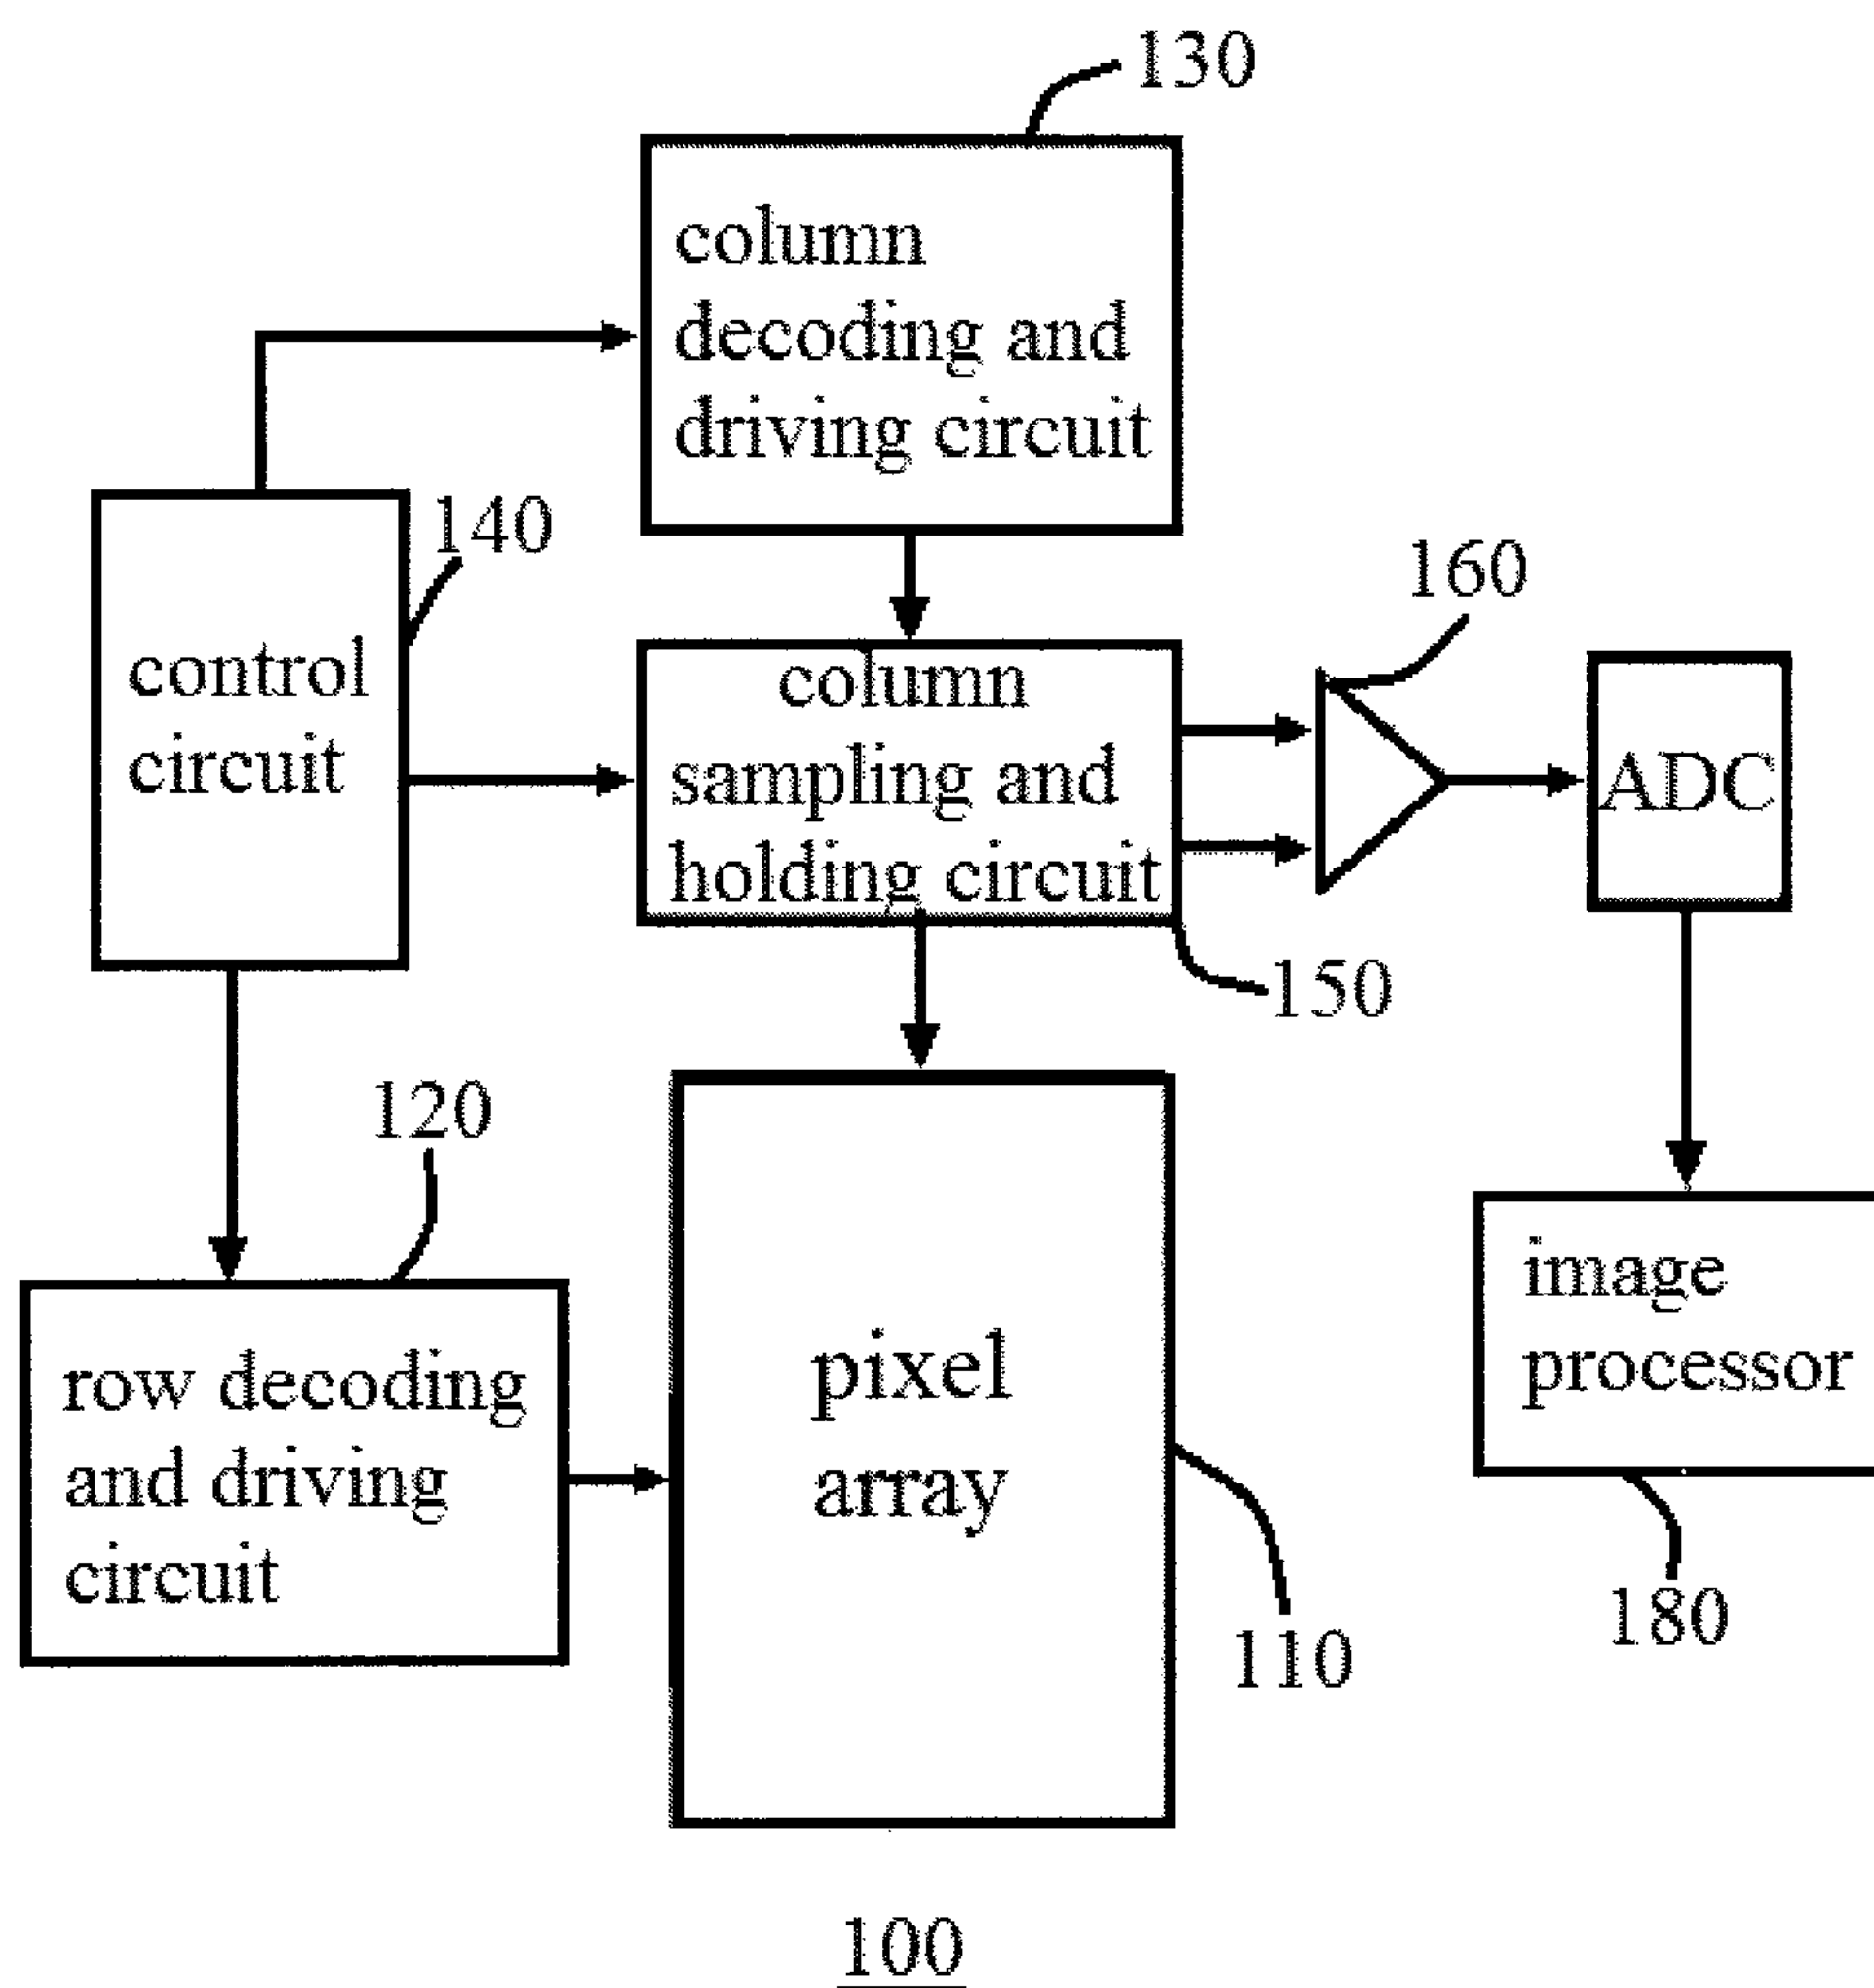 130
column
decoding and
driving circuit
140
control
circuit
column
sampling and
holding circuit
160
ADC
150
120
row decoding
and driving
circuit
pixel
array
110
image
processor
180
100